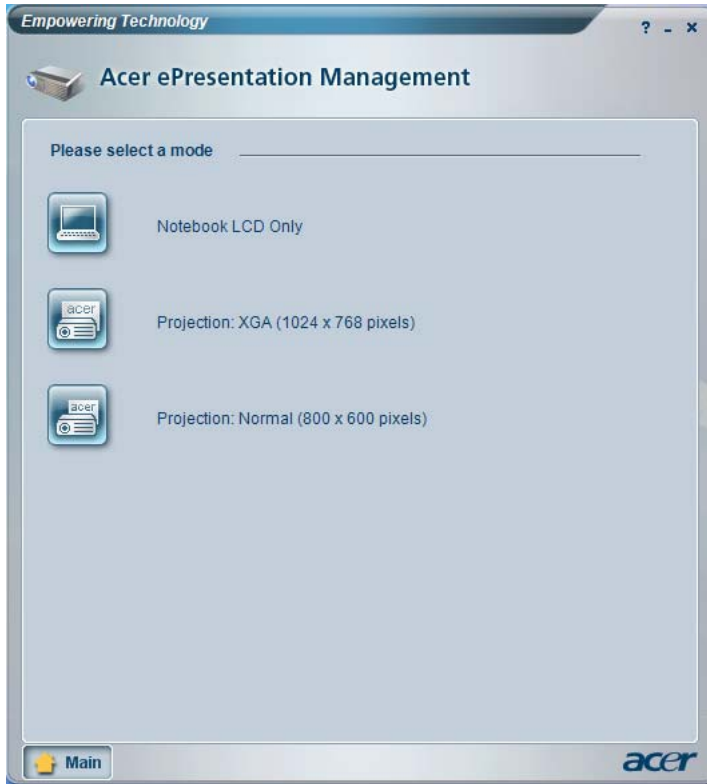 Empowering Technology
? - ×
Acer ePresentation Management
Please select a mode
Notebook LCD Only
acer
Projection: XGA (1024 x 768 pixels)
acer
Projection: Normal (800 x 600 pixels)
Main
acer